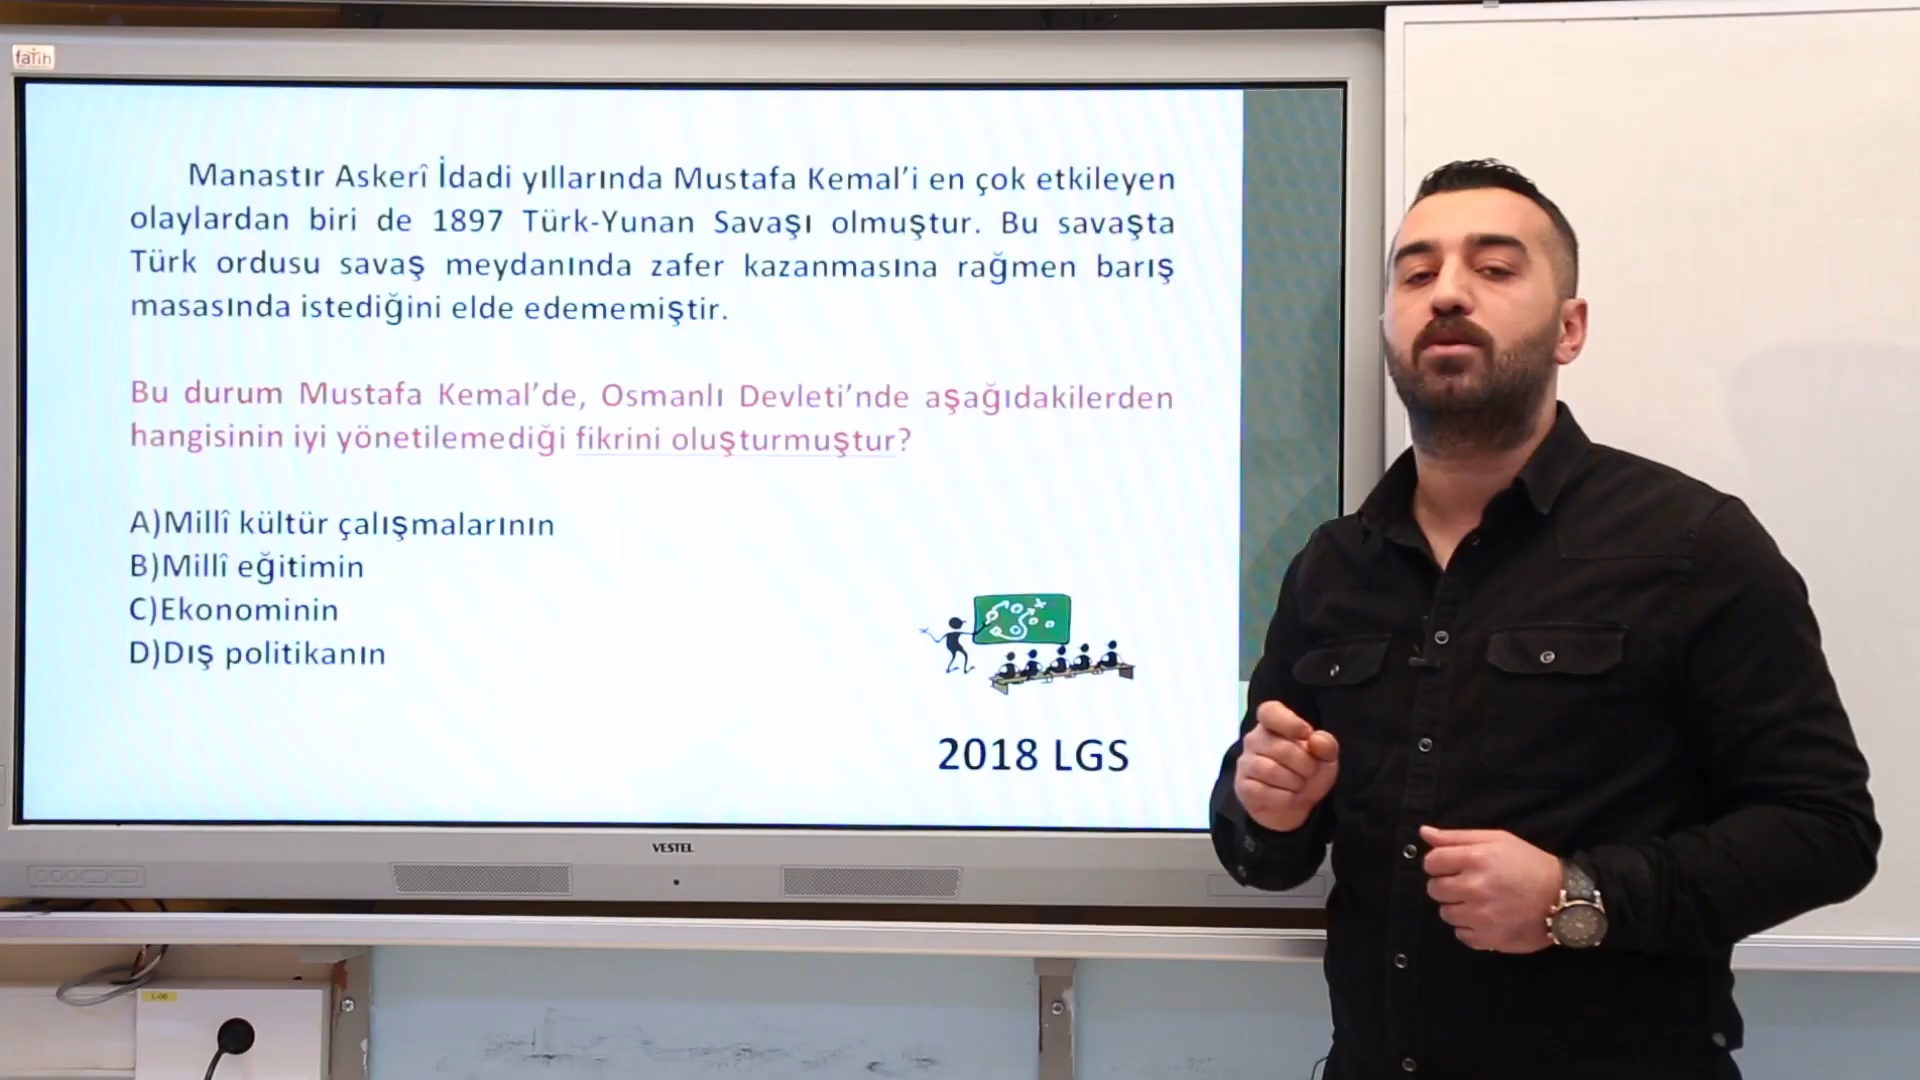 fatih
Manastır Askerî İdadi yıllarında Mustafa Kemal’i en çok etkileyen
olaylardan biri de 1897 Türk-Yunan Savaşı olmuştur. Bu savaşta
Türk ordusu savaş meydanında zafer kazanmasına rağmen barış
masasında istediğini elde edememiştir.
Bu durum Mustafa Kemal’de, Osmanlı Devleti’nde aşağıdakilerden
hangisinin iyi yönetilemediği fikrini oluşturmuştur?
A)Millî kültür çalışmalarının
B)Millî eğitimin
C)Ekonominin
D)Dış politikanın
2018 LGS
VESTEL
L-06